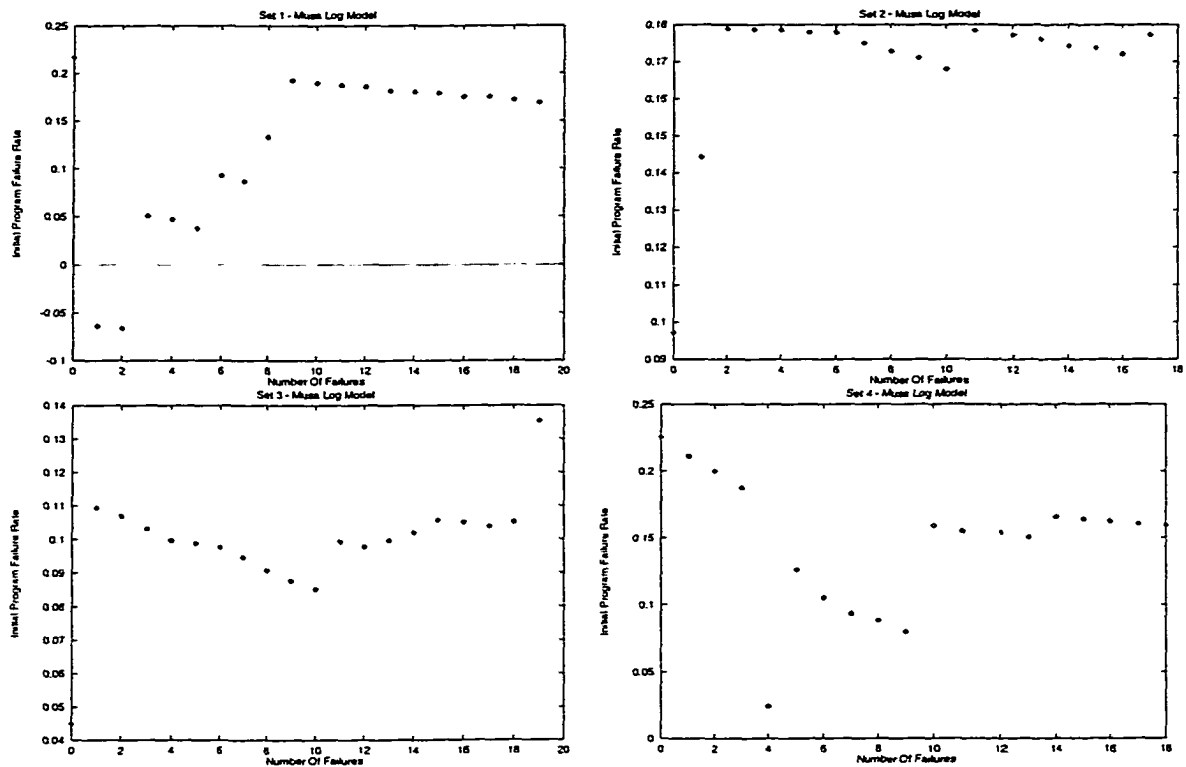 Set 1 - Musa Log Model
0.25
0.2
0.15
0.1
0.05
0
-0.05
-0.1
Initial Program Failure Rate
0 2 4 6 8 10 12 14 16 18 20
Number Of Failures
Set 2 - Musa Log Model
0.18
0.17
0.16
0.15
0.14
0.13
0.12
0.11
0.1
0.09
Initial Program Failure Rate
0 2 4 6 8 10 12 14 16 18
Number Of Failures
Set 3 - Musa Log Model
0.14
0.13
0.12
0.11
0.1
0.09
0.08
0.07
0.06
0.05
0.04
Initial Program Failure Rate
0 2 4 6 8 10 12 14 16 18 20
Number Of Failures
Set 4 - Musa Log Model
0.25
0.2
0.15
0.1
0.05
0
Initial Program Failure Rate
0 2 4 6 8 10 12 14 16 18
Number Of Failures